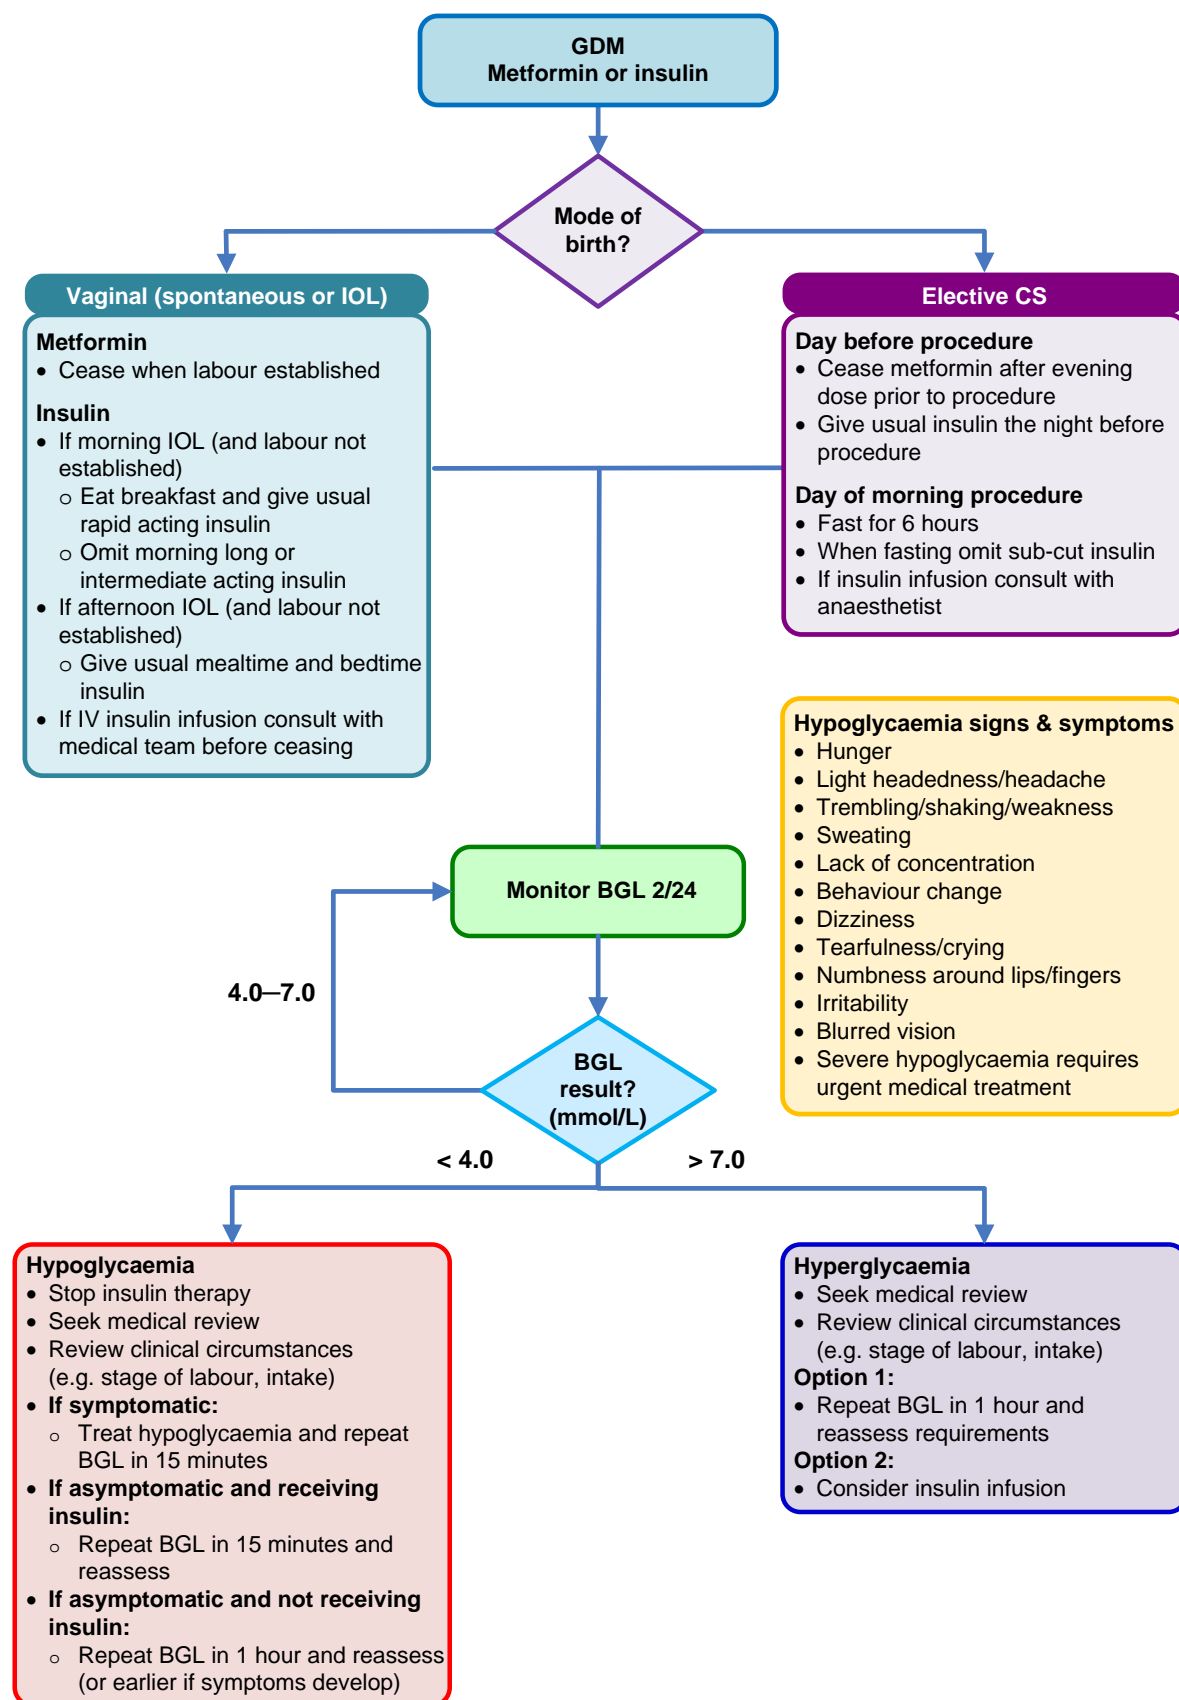 GDM
Metformin or insulin
Mode of
birth?
Vaginal (spontaneous or IOL)
Metformin
• Cease when labour established
Insulin
• If morning IOL (and labour not
established)
o Eat breakfast and give usual
rapid acting insulin
o Omit morning long or
intermediate acting insulin
• If afternoon IOL (and labour not
established)
o Give usual mealtime and bedtime
insulin
• If IV insulin infusion consult with
medical team before ceasing
Elective CS
Day before procedure
• Cease metformin after evening
dose prior to procedure
• Give usual insulin the night before
procedure
Day of morning procedure
• Fast for 6 hours
• When fasting omit sub-cut insulin
• If insulin infusion consult with
anaesthetist
Hypoglycaemia signs & symptoms
• Hunger
• Light headedness/headache
• Trembling/shaking/weakness
• Sweating
• Lack of concentration
• Behaviour change
• Dizziness
• Tearfulness/crying
• Numbness around lips/fingers
• Irritability
• Blurred vision
• Severe hypoglycaemia requires
urgent medical treatment
Monitor BGL 2/24
4.0–7.0
BGL
result?
(mmol/L)
< 4.0
> 7.0
Hypoglycaemia
• Stop insulin therapy
• Seek medical review
• Review clinical circumstances
(e.g. stage of labour, intake)
• If symptomatic:
o Treat hypoglycaemia and repeat
BGL in 15 minutes
• If asymptomatic and receiving
insulin:
o Repeat BGL in 15 minutes and
reassess
• If asymptomatic and not receiving
insulin:
o Repeat BGL in 1 hour and reassess
(or earlier if symptoms develop)
Hyperglycaemia
• Seek medical review
• Review clinical circumstances
(e.g. stage of labour, intake)
Option 1:
• Repeat BGL in 1 hour and
reassess requirements
Option 2:
• Consider insulin infusion